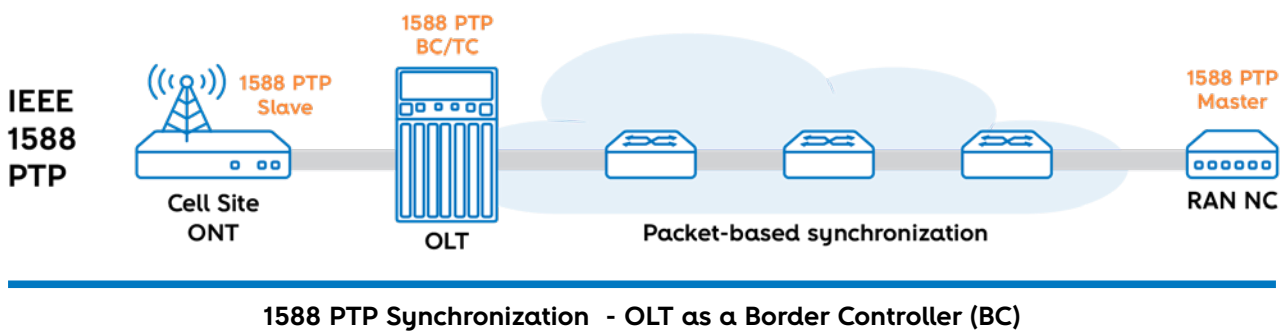 IEEE
1588
PTP
1588 PTP
Slave
Cell Site
ONT
1588 PTP
BC/TC
OLT
Packet-based synchronization
1588 PTP
Master
RAN NC
1588 PTP Synchronization - OLT as a Border Controller (BC)